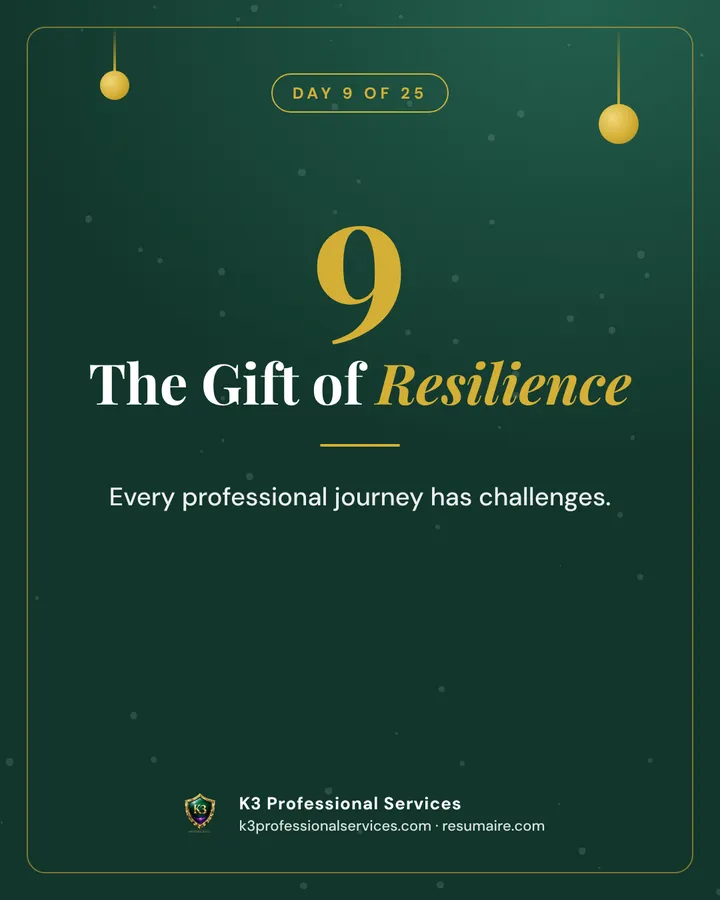 DAY 9 OF 25
9
The Gift of Resilience
Every professional journey has challenges.
K3
K3 Professional Services
k3professionalservices.com · resumaire.com